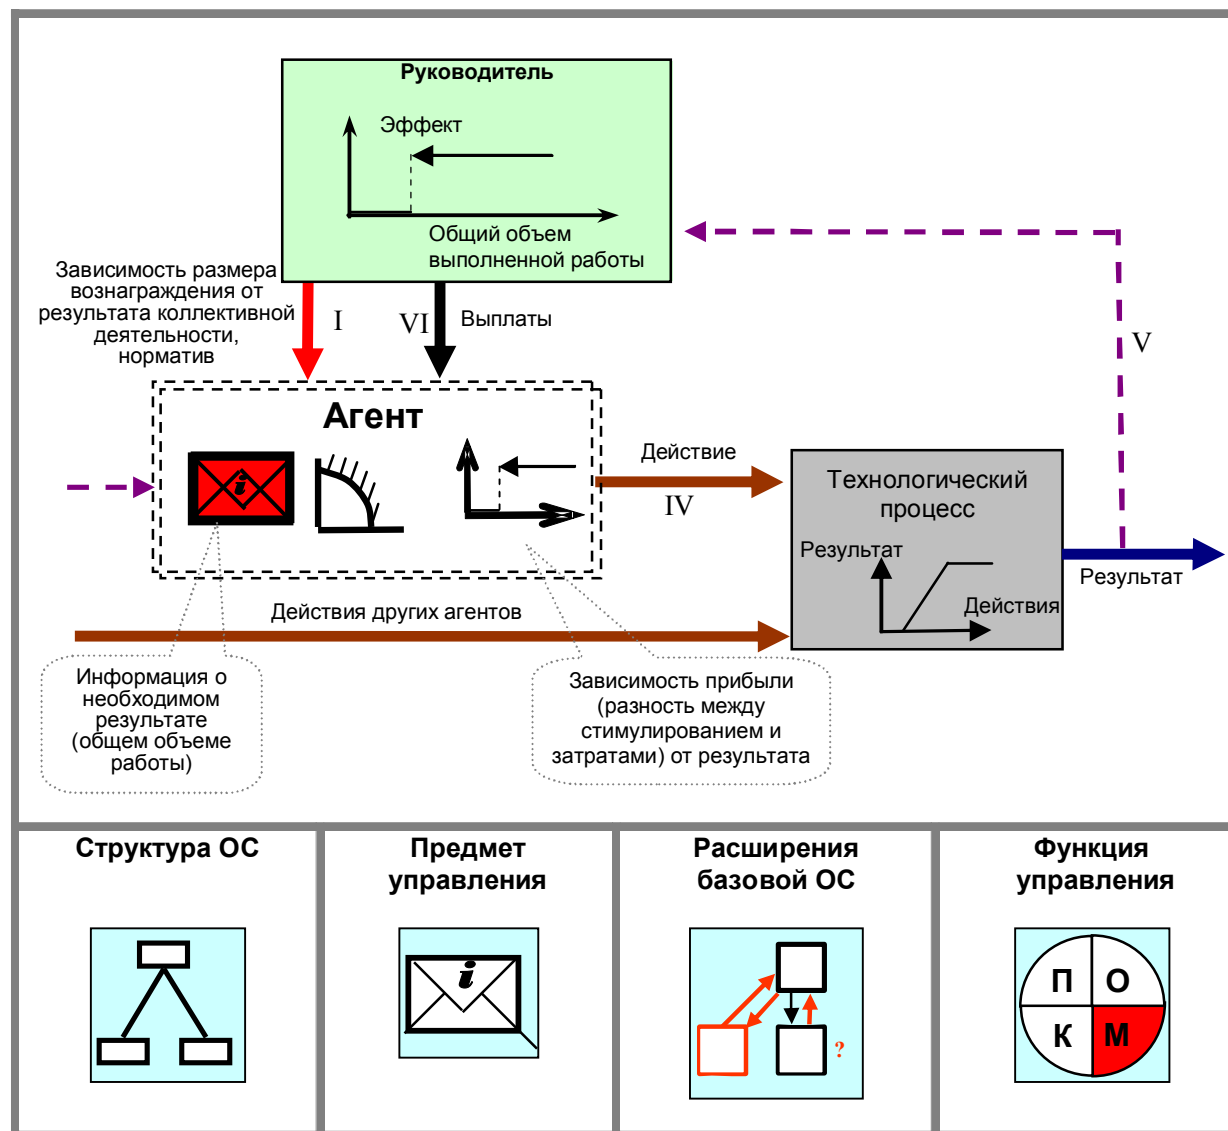 Руководитель
Эффект
Общий объем
выполненной работы
Зависимость размера
вознаграждения от
результата коллективной
деятельности,
норматив
I
VI
Выплаты
V
Агент
i
Действие
IV
Технологический
процесс
Результат
Действия
Результат
Действия других агентов
Информация о
необходимом
результате
(общем объеме
работы)
Зависимость прибыли
(разность между
стимулированием и
затратами) от результата
Структура ОС
Предмет
управления
i
Расширения
базовой ОС
?
Функция
управления
П О
К М